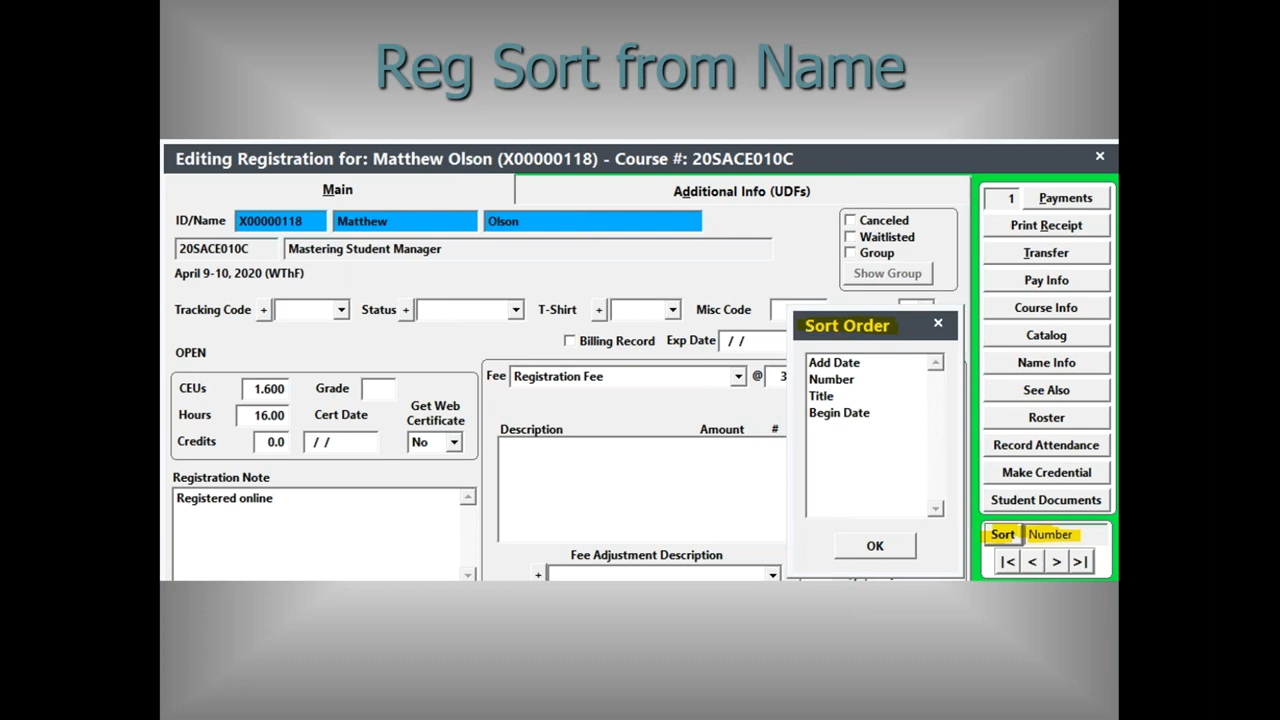 Reg Sort from Name
Editing Registration for: Matthew Olson (X00000118) - Course #: 20SACE010C ×
Main
Additional Info (UDFs)
ID/Name X00000118 Matthew Olson
20SACE010C Mastering Student Manager
April 9-10, 2020 (WThF)
Canceled
Waitlisted
Group
Show Group
Tracking Code + Status + T-Shirt + Misc Code
Billing Record Exp Date / /
OPEN
CEUs 1.600 Grade
Hours 16.00 Cert Date
Credits 0.0 / /
Get Web
Certificate
No
Registration Note
Registered online
Fee Registration Fee @ 3
Description Amount #
Fee Adjustment Description
+
Sort Order ×
Add Date
Number
Title
Begin Date
OK
1 Payments
Print Receipt
Transfer
Pay Info
Course Info
Catalog
Name Info
See Also
Roster
Record Attendance
Make Credential
Student Documents
Sort Number
|< < > >|